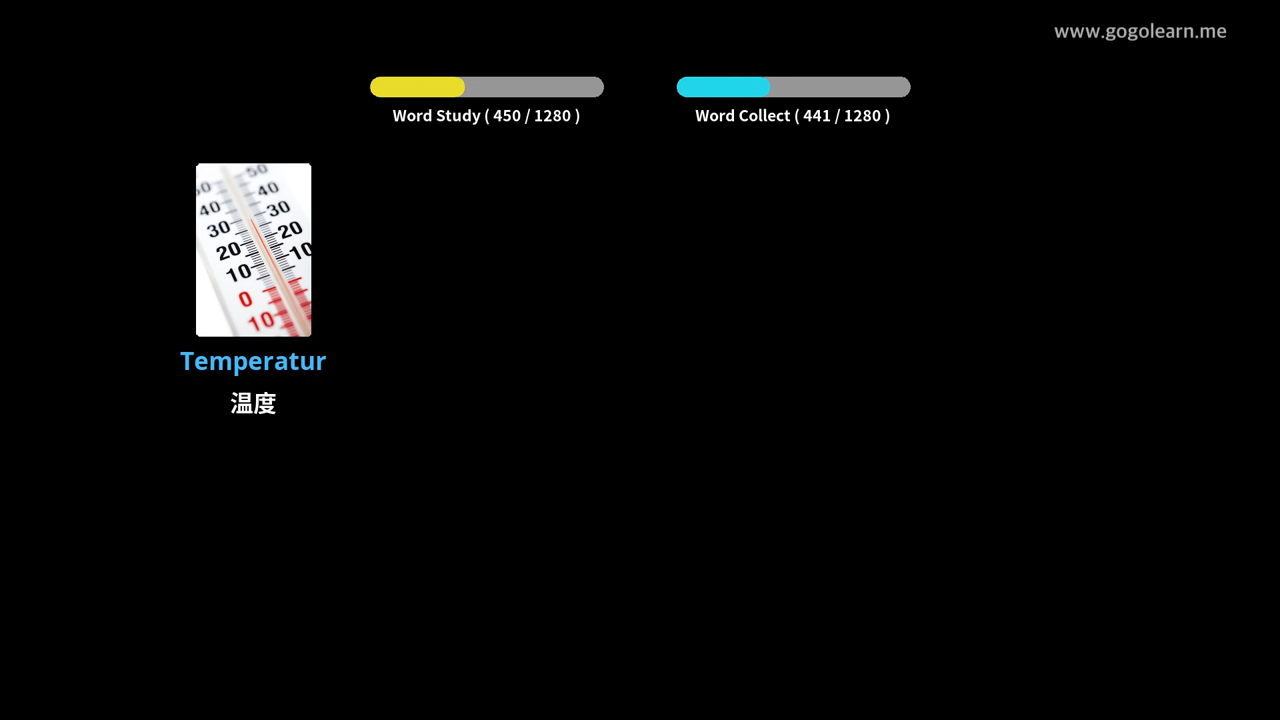 www.gogolearn.me
Word Study ( 450 / 1280 )
Word Collect ( 441 / 1280 )
50
40
40
30
30
20
20
10
10
0
10
Temperatur
温度